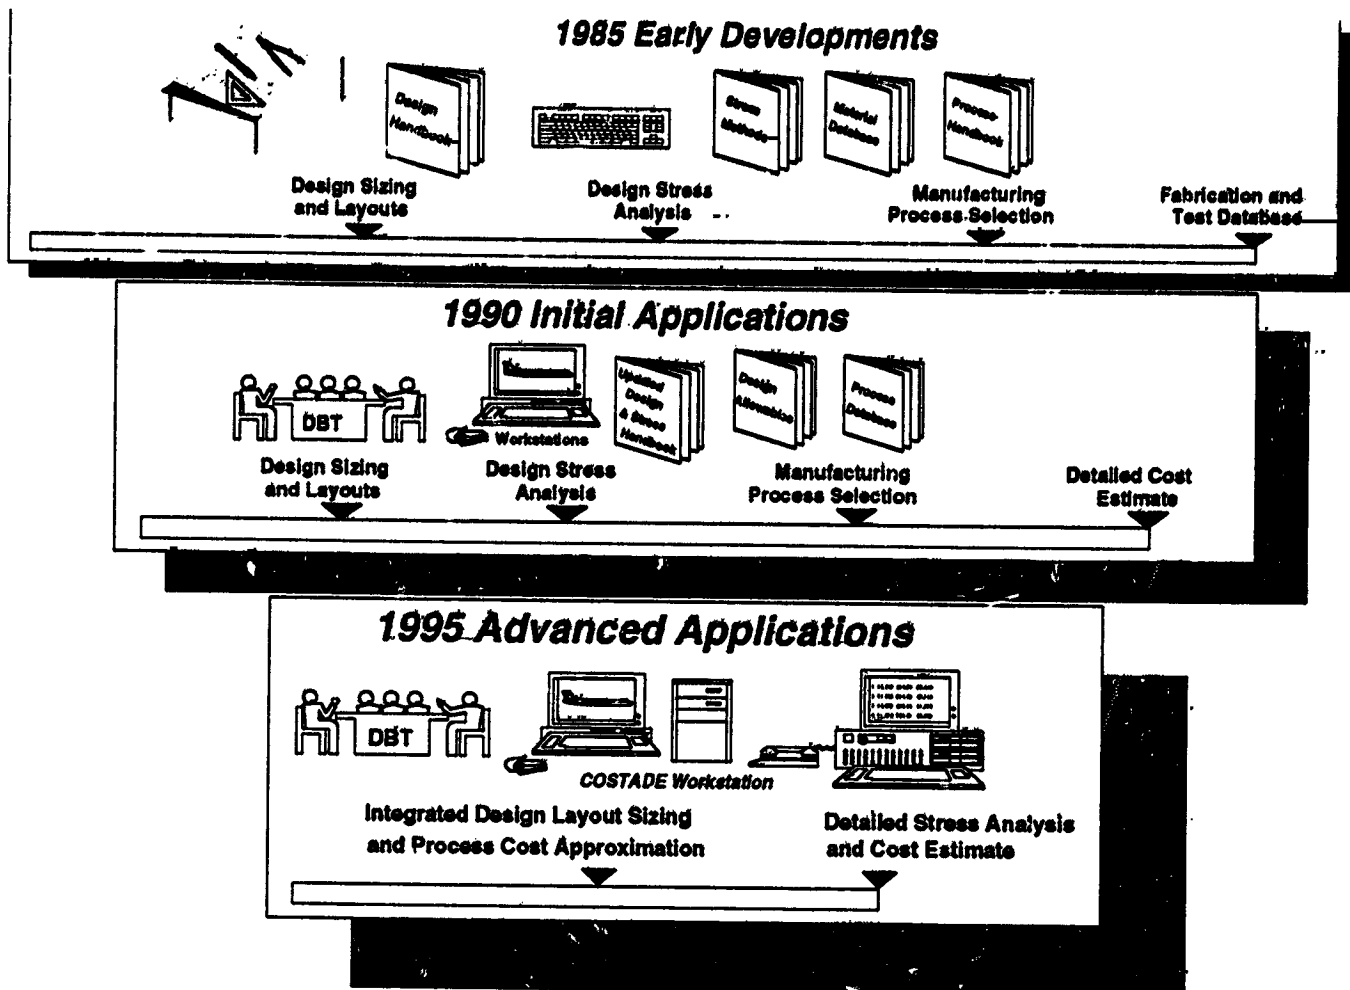 1985 Early Developments
Design
Handbook
Stress
Methods
Material
Database
Process
Handbook
Design Sizing
and Layouts
Design Stress
Analysis
Manufacturing
Process Selection
Fabrication and
Test Database
1990 Initial Applications
DBT
Workstations
Updated
Design
& Stress
Handbook
Design
Allowables
Process
Database
Design Sizing
and Layouts
Design Stress
Analysis
Manufacturing
Process Selection
Detailed Cost
Estimate
1995 Advanced Applications
DBT
COSTADE Workstation
Integrated Design Layout Sizing
and Process Cost Approximation
Detailed Stress Analysis
and Cost Estimate